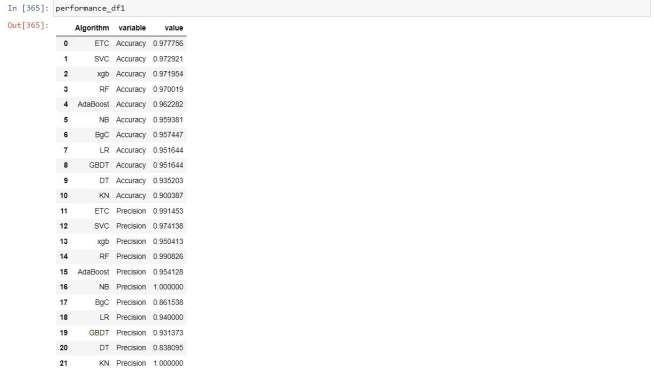 In [365]: performance_df1
Out[365]:
Algorithm variable value
0 ETC Accuracy 0.977756
1 SVC Accuracy 0.972921
2 xgb Accuracy 0.971954
3 RF Accuracy 0.970019
4 AdaBoost Accuracy 0.962282
5 NB Accuracy 0.959381
6 BgC Accuracy 0.957447
7 LR Accuracy 0.951644
8 GBDT Accuracy 0.951644
9 DT Accuracy 0.935203
10 KN Accuracy 0.900387
11 ETC Precision 0.991453
12 SVC Precision 0.974138
13 xgb Precision 0.950413
14 RF Precision 0.990826
15 AdaBoost Precision 0.954128
16 NB Precision 1.000000
17 BgC Precision 0.861538
18 LR Precision 0.940000
19 GBDT Precision 0.931373
20 DT Precision 0.838095
21 KN Precision 1.000000